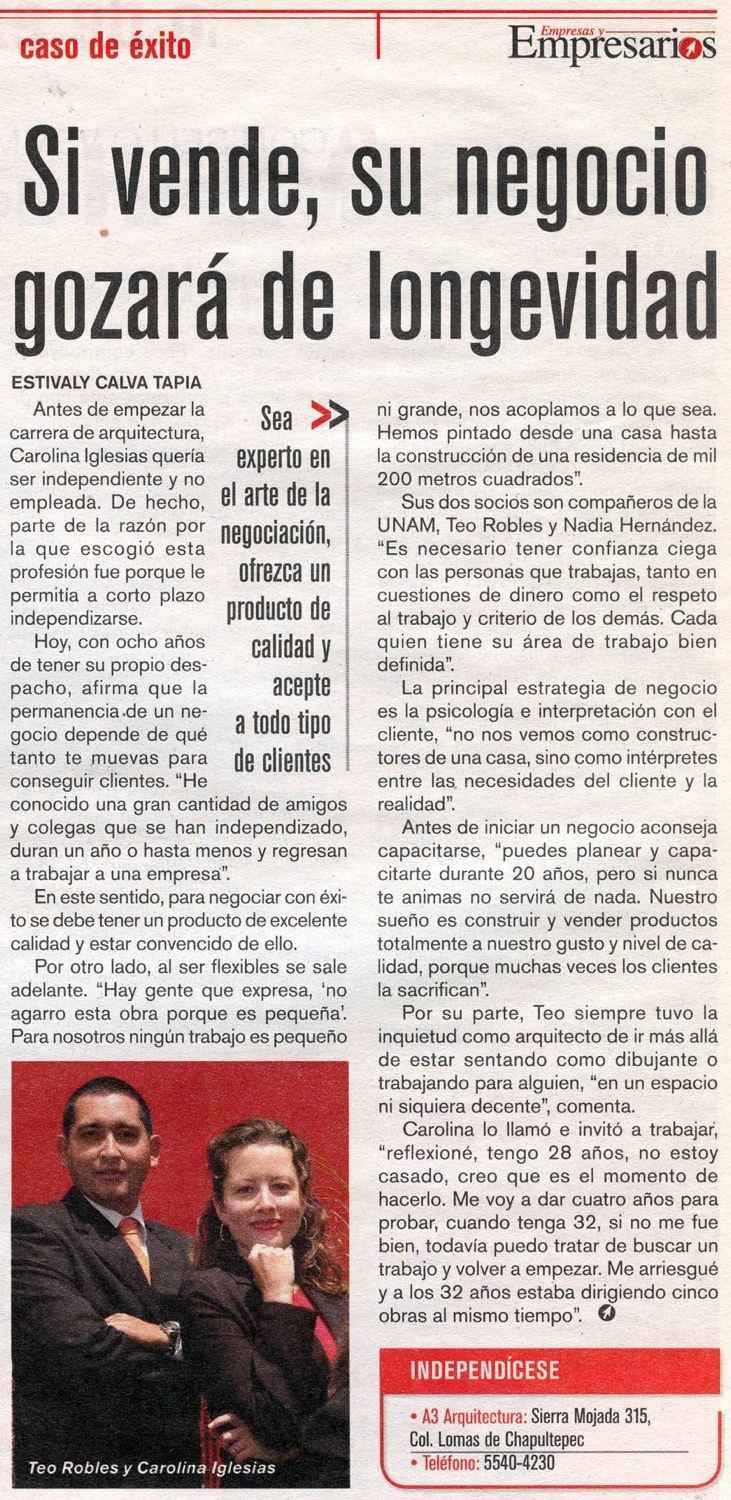 caso de éxito
Empresas y
Empresarios
Si vende, su negocio
gozará de longevidad
ESTIVALY CALVA TAPIA
Antes de empezar la
carrera de arquitectura,
Carolina Iglesias quería
ser independiente y no
empleada. De hecho,
parte de la razón por
la que escogió esta
profesión fue porque le
permitía a corto plazo
independizarse.
Hoy, con ocho años
de tener su propio des-
pacho, afirma que la
permanencia de un ne-
gocio depende de qué
tanto te muevas para
conseguir clientes. “He
conocido una gran cantidad de amigos
y colegas que se han independizado,
duran un año o hasta menos y regresan
a trabajar a una empresa”.
En este sentido, para negociar con éxi-
to se debe tener un producto de excelente
calidad y estar convencido de ello.
Por otro lado, al ser flexibles se sale
adelante. “Hay gente que expresa, ‘no
agarro esta obra porque es pequeña’.
Para nosotros ningún trabajo es pequeño
Sea
experto en
el arte de la
negociación,
ofrezca un
producto de
calidad y
acepte
a todo tipo
de clientes
ni grande, nos acoplamos a lo que sea.
Hemos pintado desde una casa hasta
la construcción de una residencia de mil
200 metros cuadrados”.
Sus dos socios son compañeros de la
UNAM, Teo Robles y Nadia Hernández.
“Es necesario tener confianza ciega
con las personas que trabajas, tanto en
cuestiones de dinero como el respeto
al trabajo y criterio de los demás. Cada
quien tiene su área de trabajo bien
definida”.
La principal estrategia de negocio
es la psicología e interpretación con el
cliente, “no nos vemos como construc-
tores de una casa, sino como intérpretes
entre las necesidades del cliente y la
realidad”.
Antes de iniciar un negocio aconseja
capacitarse, “puedes planear y capa-
citarte durante 20 años, pero si nunca
te animas no servirá de nada. Nuestro
sueño es construir y vender productos
totalmente a nuestro gusto y nivel de ca-
lidad, porque muchas veces los clientes
la sacrifican”.
Por su parte, Teo siempre tuvo la
inquietud como arquitecto de ir más allá
de estar sentando como dibujante o
trabajando para alguien, “en un espacio
ni siquiera decente”, comenta.
Carolina lo llamó e invitó a trabajar,
“reflexioné, tengo 28 años, no estoy
casado, creo que es el momento de
hacerlo. Me voy a dar cuatro años para
probar, cuando tenga 32, si no me fue
bien, todavía puedo tratar de buscar un
trabajo y volver a empezar. Me arriesgué
y a los 32 años estaba dirigiendo cinco
obras al mismo tiempo”.
Teo Robles y Carolina Iglesias
INDEPENDÍCESE
• A3 Arquitectura: Sierra Mojada 315,
Col. Lomas de Chapultepec
• Teléfono: 5540-4230